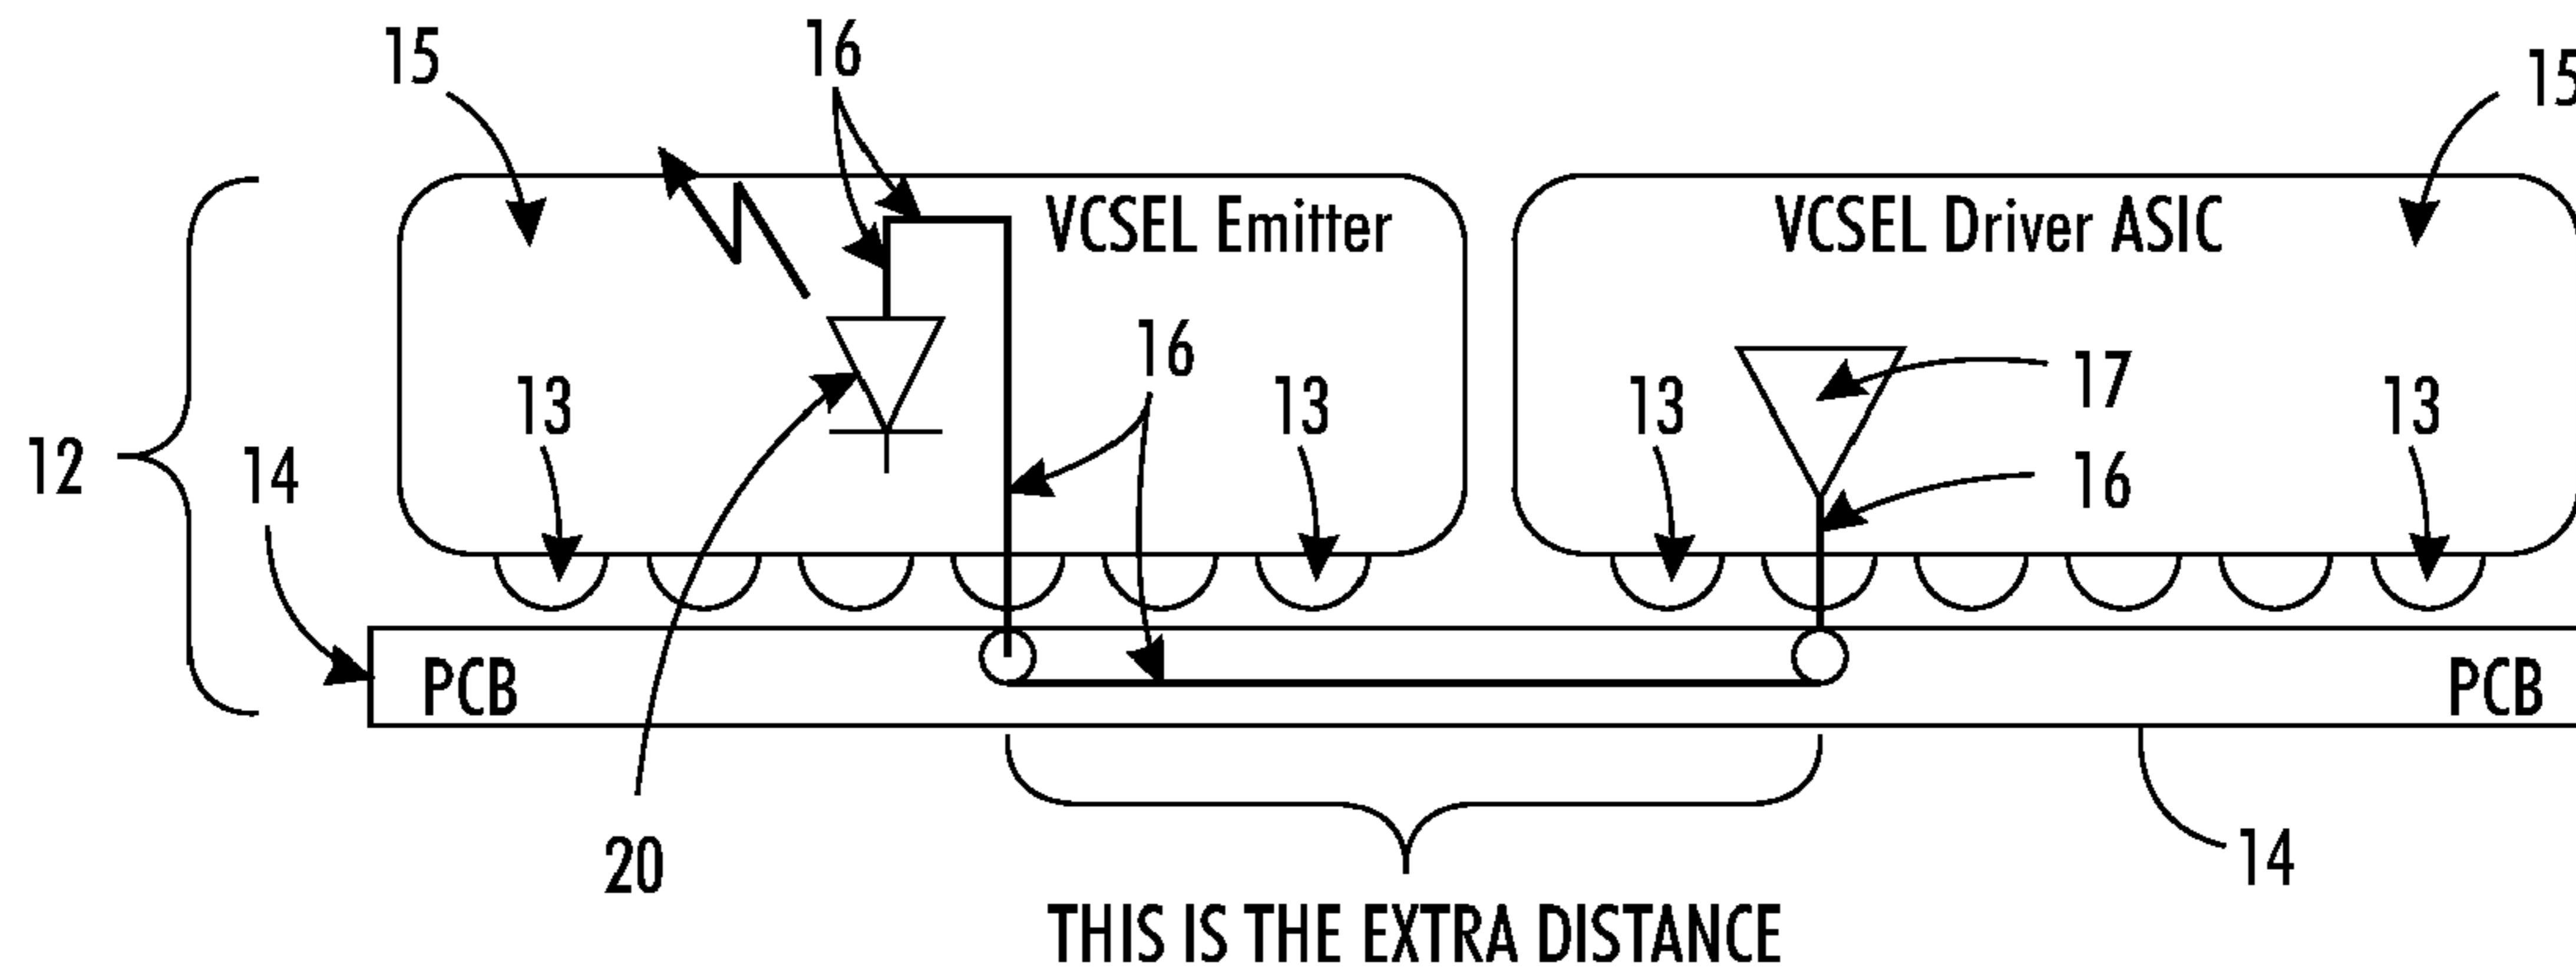 16
15
15
VCSEL Emitter
VCSEL Driver ASIC
16
17
13
13
13
13
12
14
16
PCB
PCB
20
14
THIS IS THE EXTRA DISTANCE